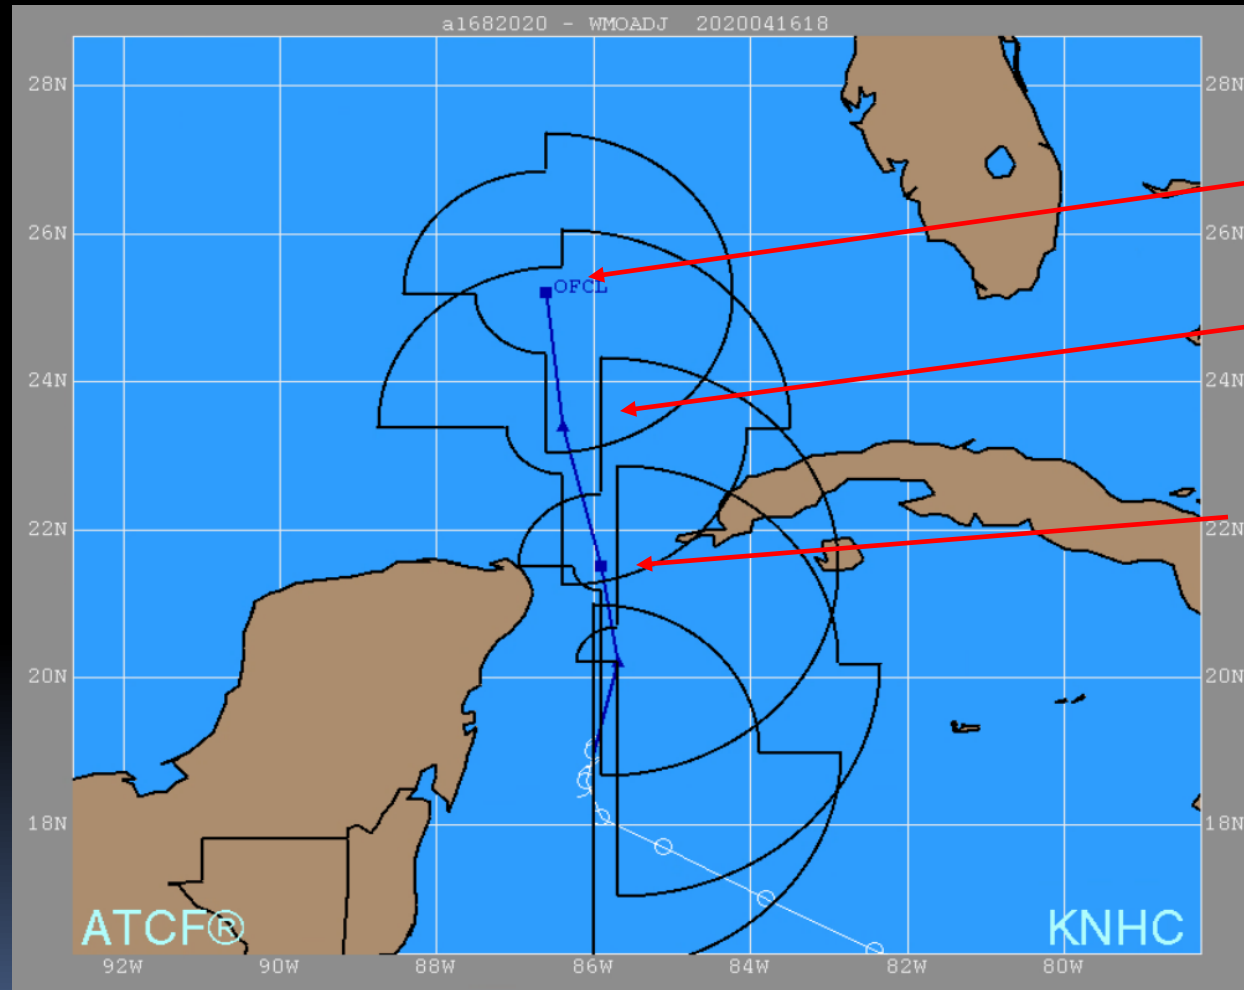 a1682020 - WMOADJ 2020041618
28N 28N
26N 26N
OFCL
24N 24N
22N 22N
20N 20N
18N 18N
ATCF® KNHC
92W 90W 88W 86W 84W 82W 80W